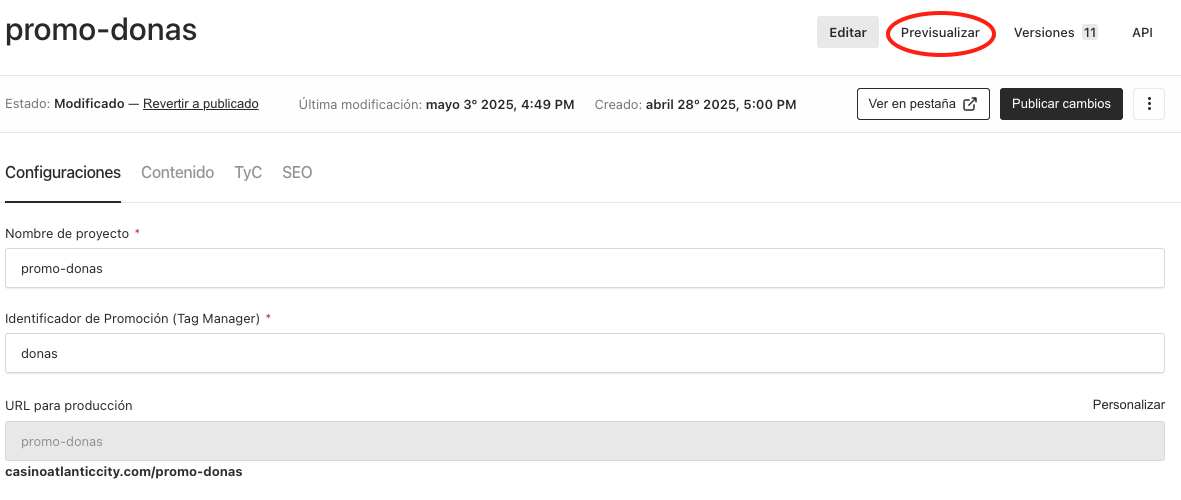 promo-donas
Editar Previsualizar Versiones 11 API
Estado: Modificado — Revertir a publicado Última modificación: mayo 3º 2025, 4:49 PM Creado: abril 28º 2025, 5:00 PM Ver en pestaña Publicar cambios
Configuraciones Contenido TyC SEO
Nombre de proyecto *
promo-donas
Identificador de Promoción (Tag Manager) *
donas
URL para producción Personalizar
promo-donas
casinoatlanticcity.com/promo-donas